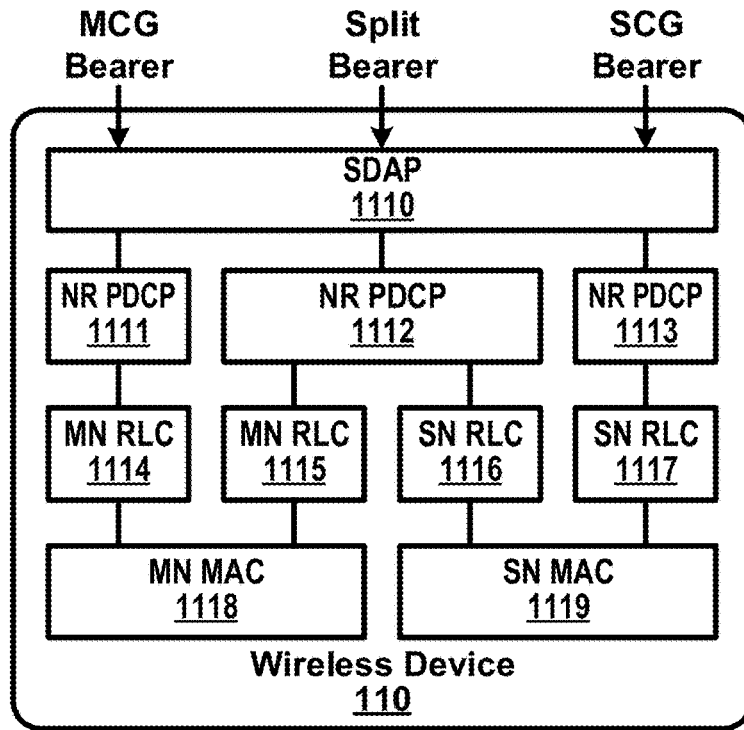 MCG Bearer
Split Bearer
SCG Bearer
SDAP
1110
NR PDCP
1111
NR PDCP
1112
NR PDCP
1113
MN RLC
1114
MN RLC
1115
SN RLC
1116
SN RLC
1117
MN MAC
1118
SN MAC
1119
Wireless Device
110